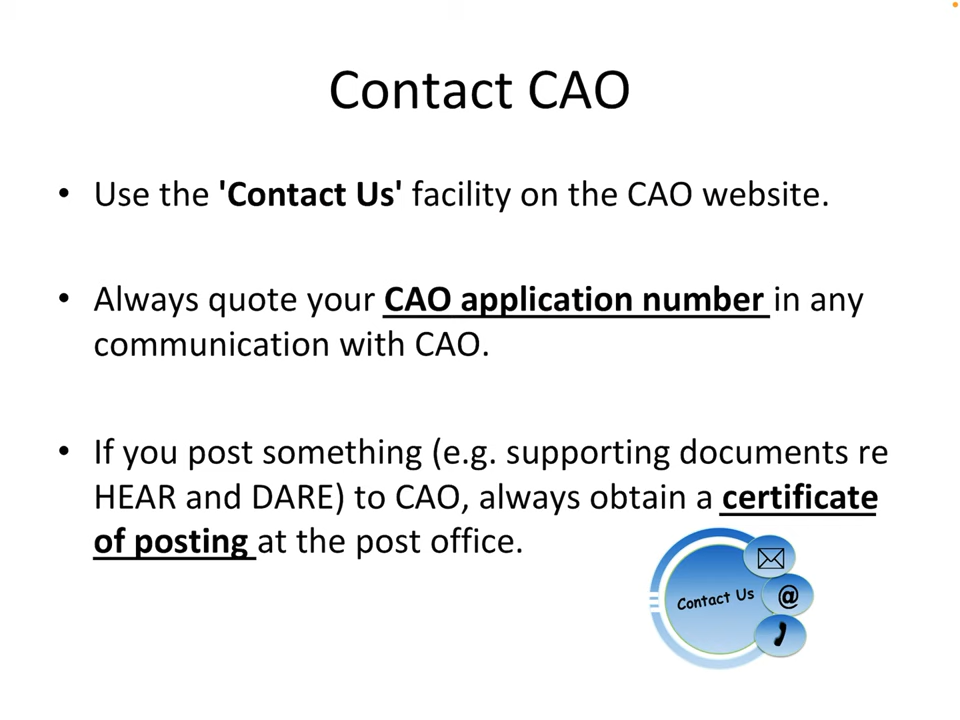 Contact CAO
• Use the 'Contact Us' facility on the CAO website.
• Always quote your CAO application number in any
communication with CAO.
• If you post something (e.g. supporting documents re
HEAR and DARE) to CAO, always obtain a certificate
of posting at the post office.
Contact Us
@